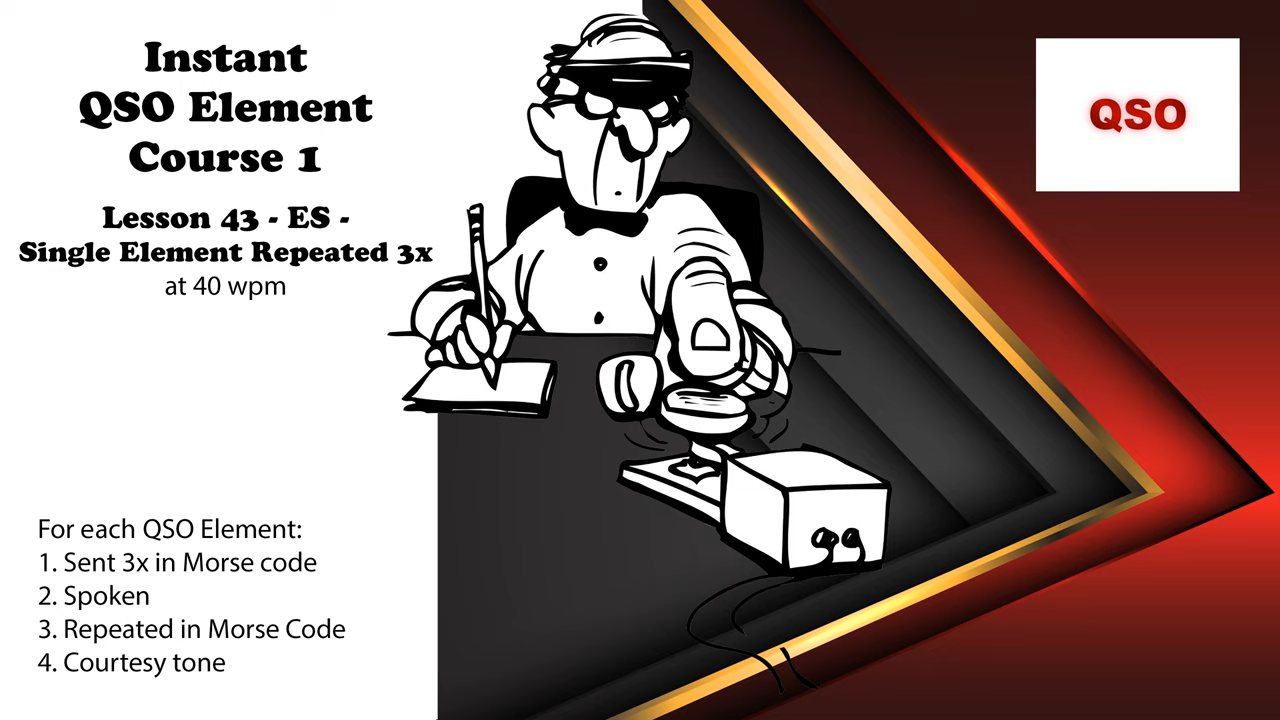 Instant
QSO Element
Course 1
Lesson 43 - ES -
Single Element Repeated 3x
at 40 wpm
QSO
For each QSO Element:
1. Sent 3x in Morse code
2. Spoken
3. Repeated in Morse Code
4. Courtesy tone